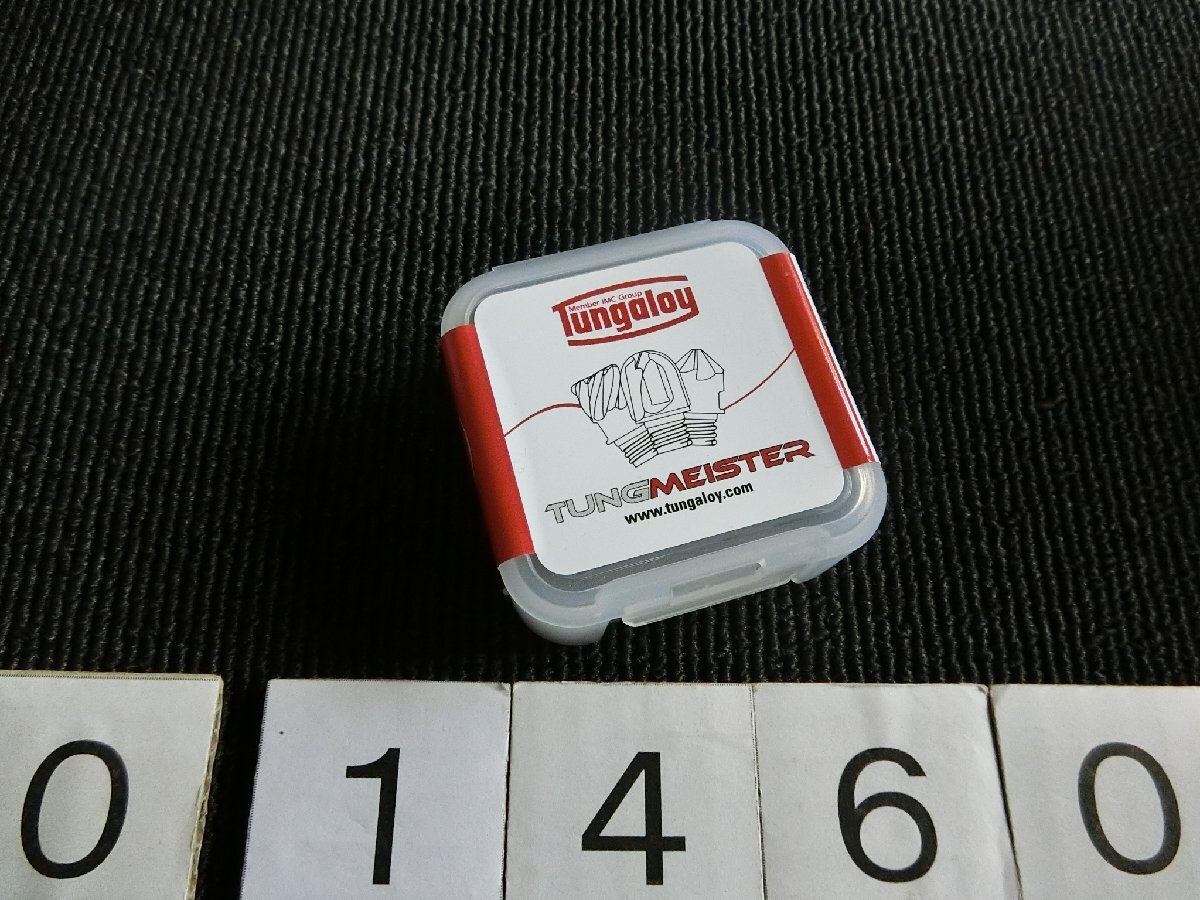 Member IMC Group
Tungaloy
TUNGMEISTER
www.tungaloy.com
0 1 4 6 0